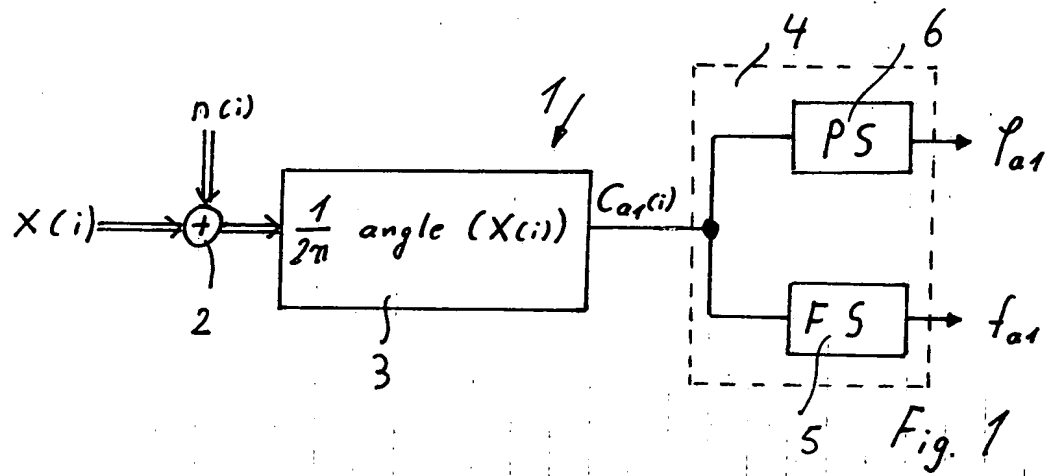 4
6
n(i)
1
PS
φa1
X(i)
+
1/2π angle (X(i))
Ca1(i)
2
3
FS
fa1
5
Fig. 1